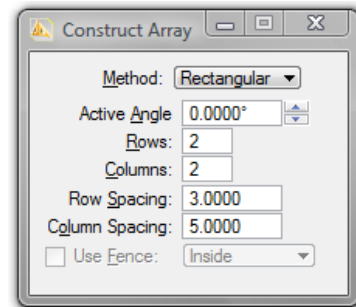 Construct Array
Method: Rectangular
Active Angle 0.0000°
Rows: 2
Columns: 2
Row Spacing: 3.0000
Column Spacing: 5.0000
Use Fence: Inside